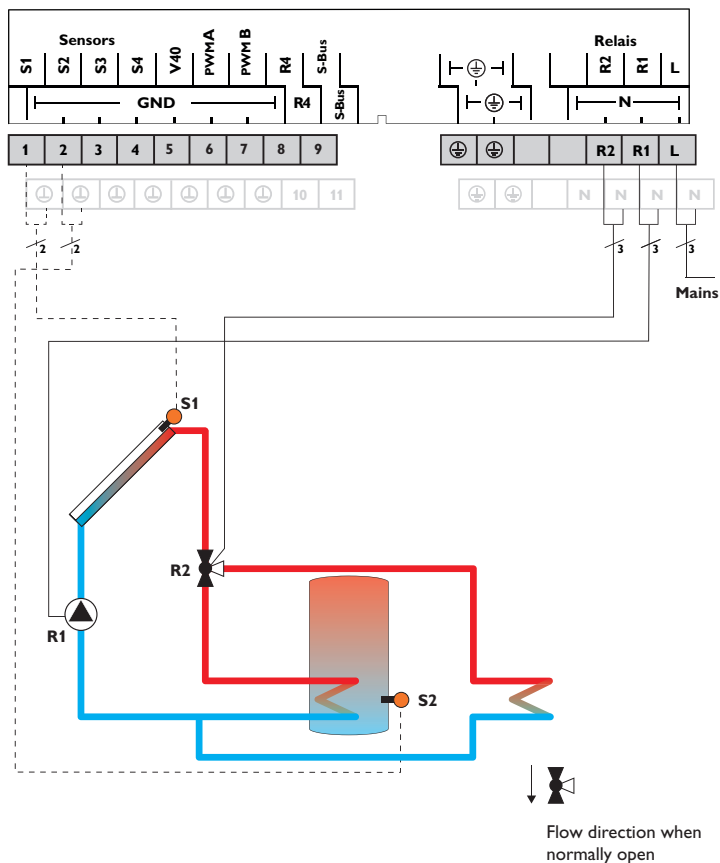 Sensors
Relais
S1 S2 S3 S4 V40 PWMA PWM B R4 S-Bus
R2 R1 L
GND R4 S-Bus
N
1 2 3 4 5 6 7 8 9
R2 R1 L
10 11
N N N N
2 2
3 3 3
Mains
S1
R2
R1
S2
Flow direction when
normally open